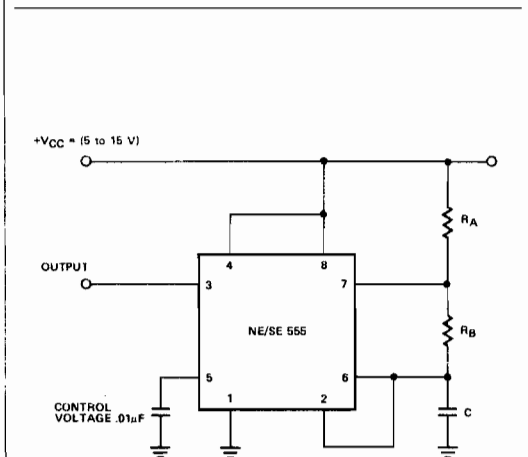 +VCC = (5 to 15 V)
RA
4
8
OUTPUT
3
7
NE/SE 555
RB
5
6
1
2
CONTROL
VOLTAGE .01µF
C